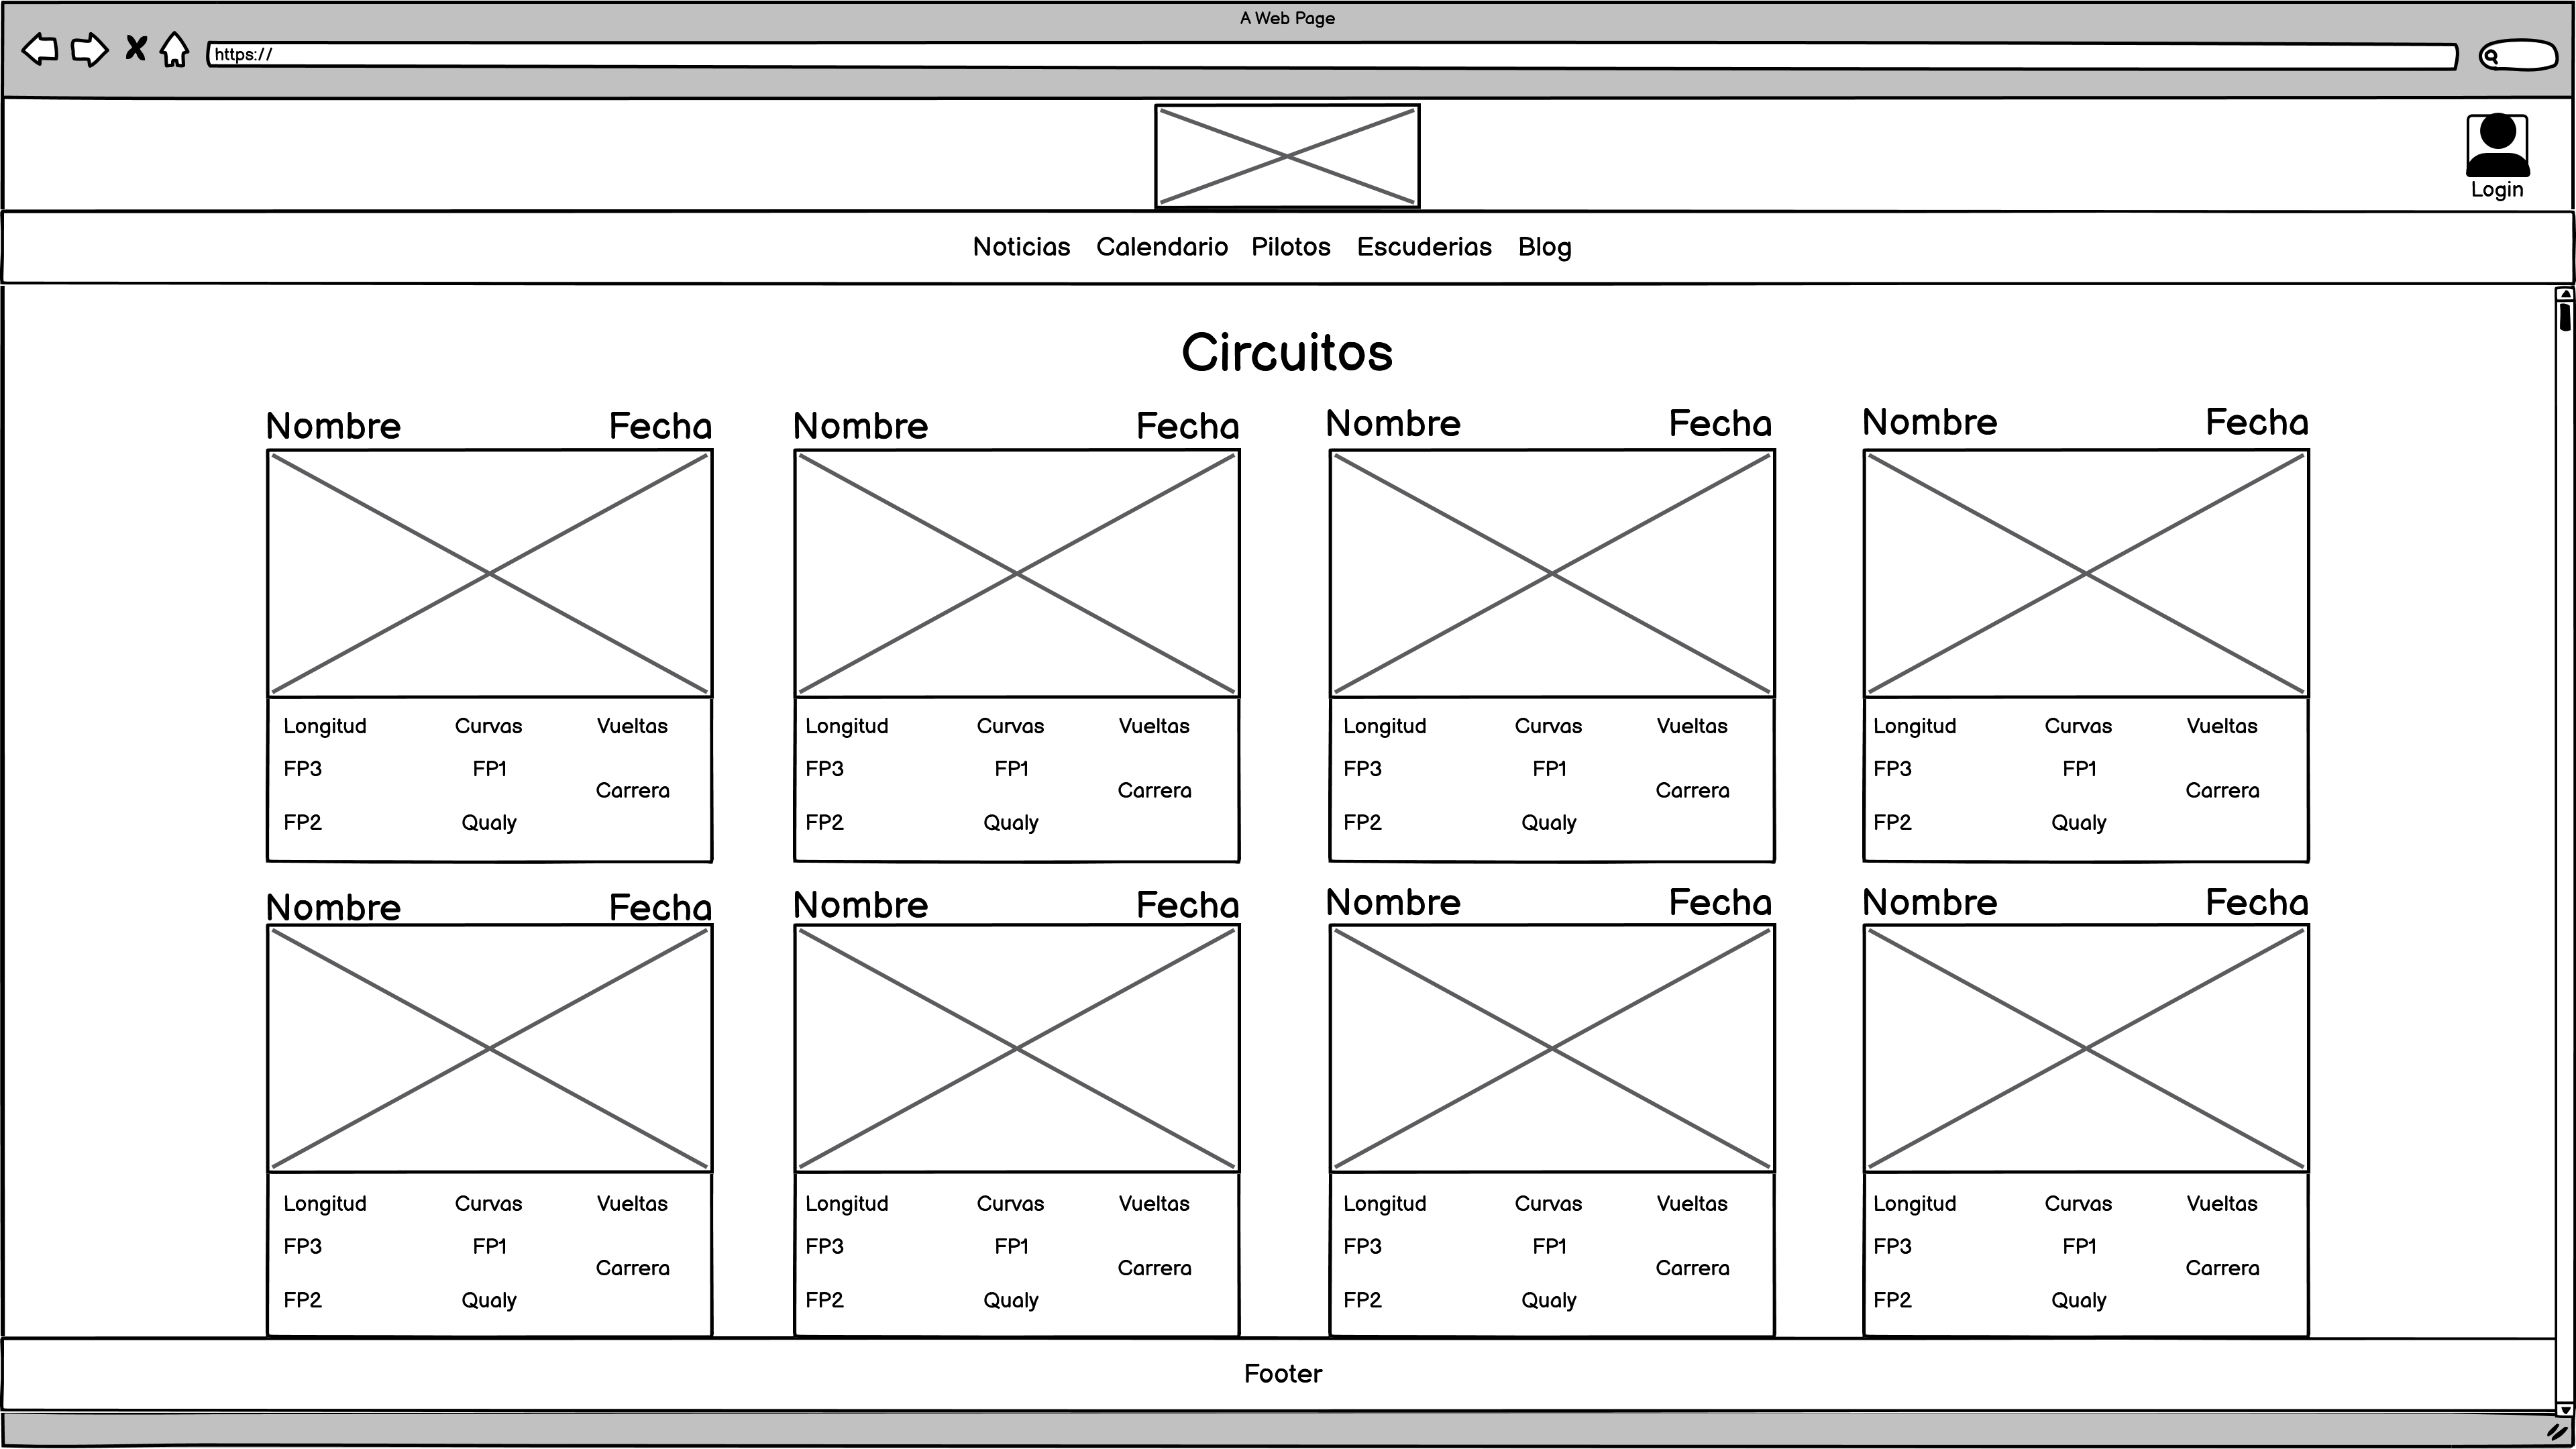 A Web Page
https://
Login
Noticias Calendario Pilotos Escuderias Blog
Circuitos
Nombre Fecha Nombre Fecha Nombre Fecha Nombre Fecha
Longitud Curvas Vueltas Longitud Curvas Vueltas Longitud Curvas Vueltas Longitud Curvas Vueltas
FP3 FP1 FP3 FP1 FP3 FP1 FP3 FP1
Carrera Carrera Carrera Carrera
FP2 Qualy FP2 Qualy FP2 Qualy FP2 Qualy
Nombre Fecha Nombre Fecha Nombre Fecha Nombre Fecha
Longitud Curvas Vueltas Longitud Curvas Vueltas Longitud Curvas Vueltas Longitud Curvas Vueltas
FP3 FP1 FP3 FP1 FP3 FP1 FP3 FP1
Carrera Carrera Carrera Carrera
FP2 Qualy FP2 Qualy FP2 Qualy FP2 Qualy
Footer